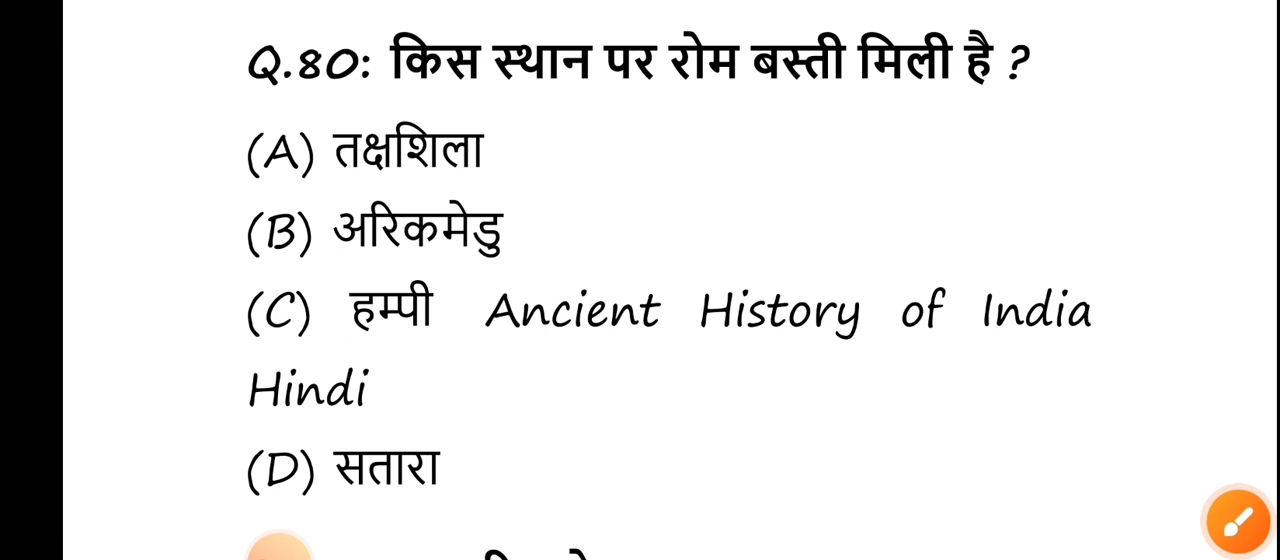 Q.80: किस स्थान पर रोम बस्ती मिली है ?
(A) तक्षशिला
(B) अरिकमेडु
(C) हम्पी Ancient History of India
Hindi
(D) सतारा